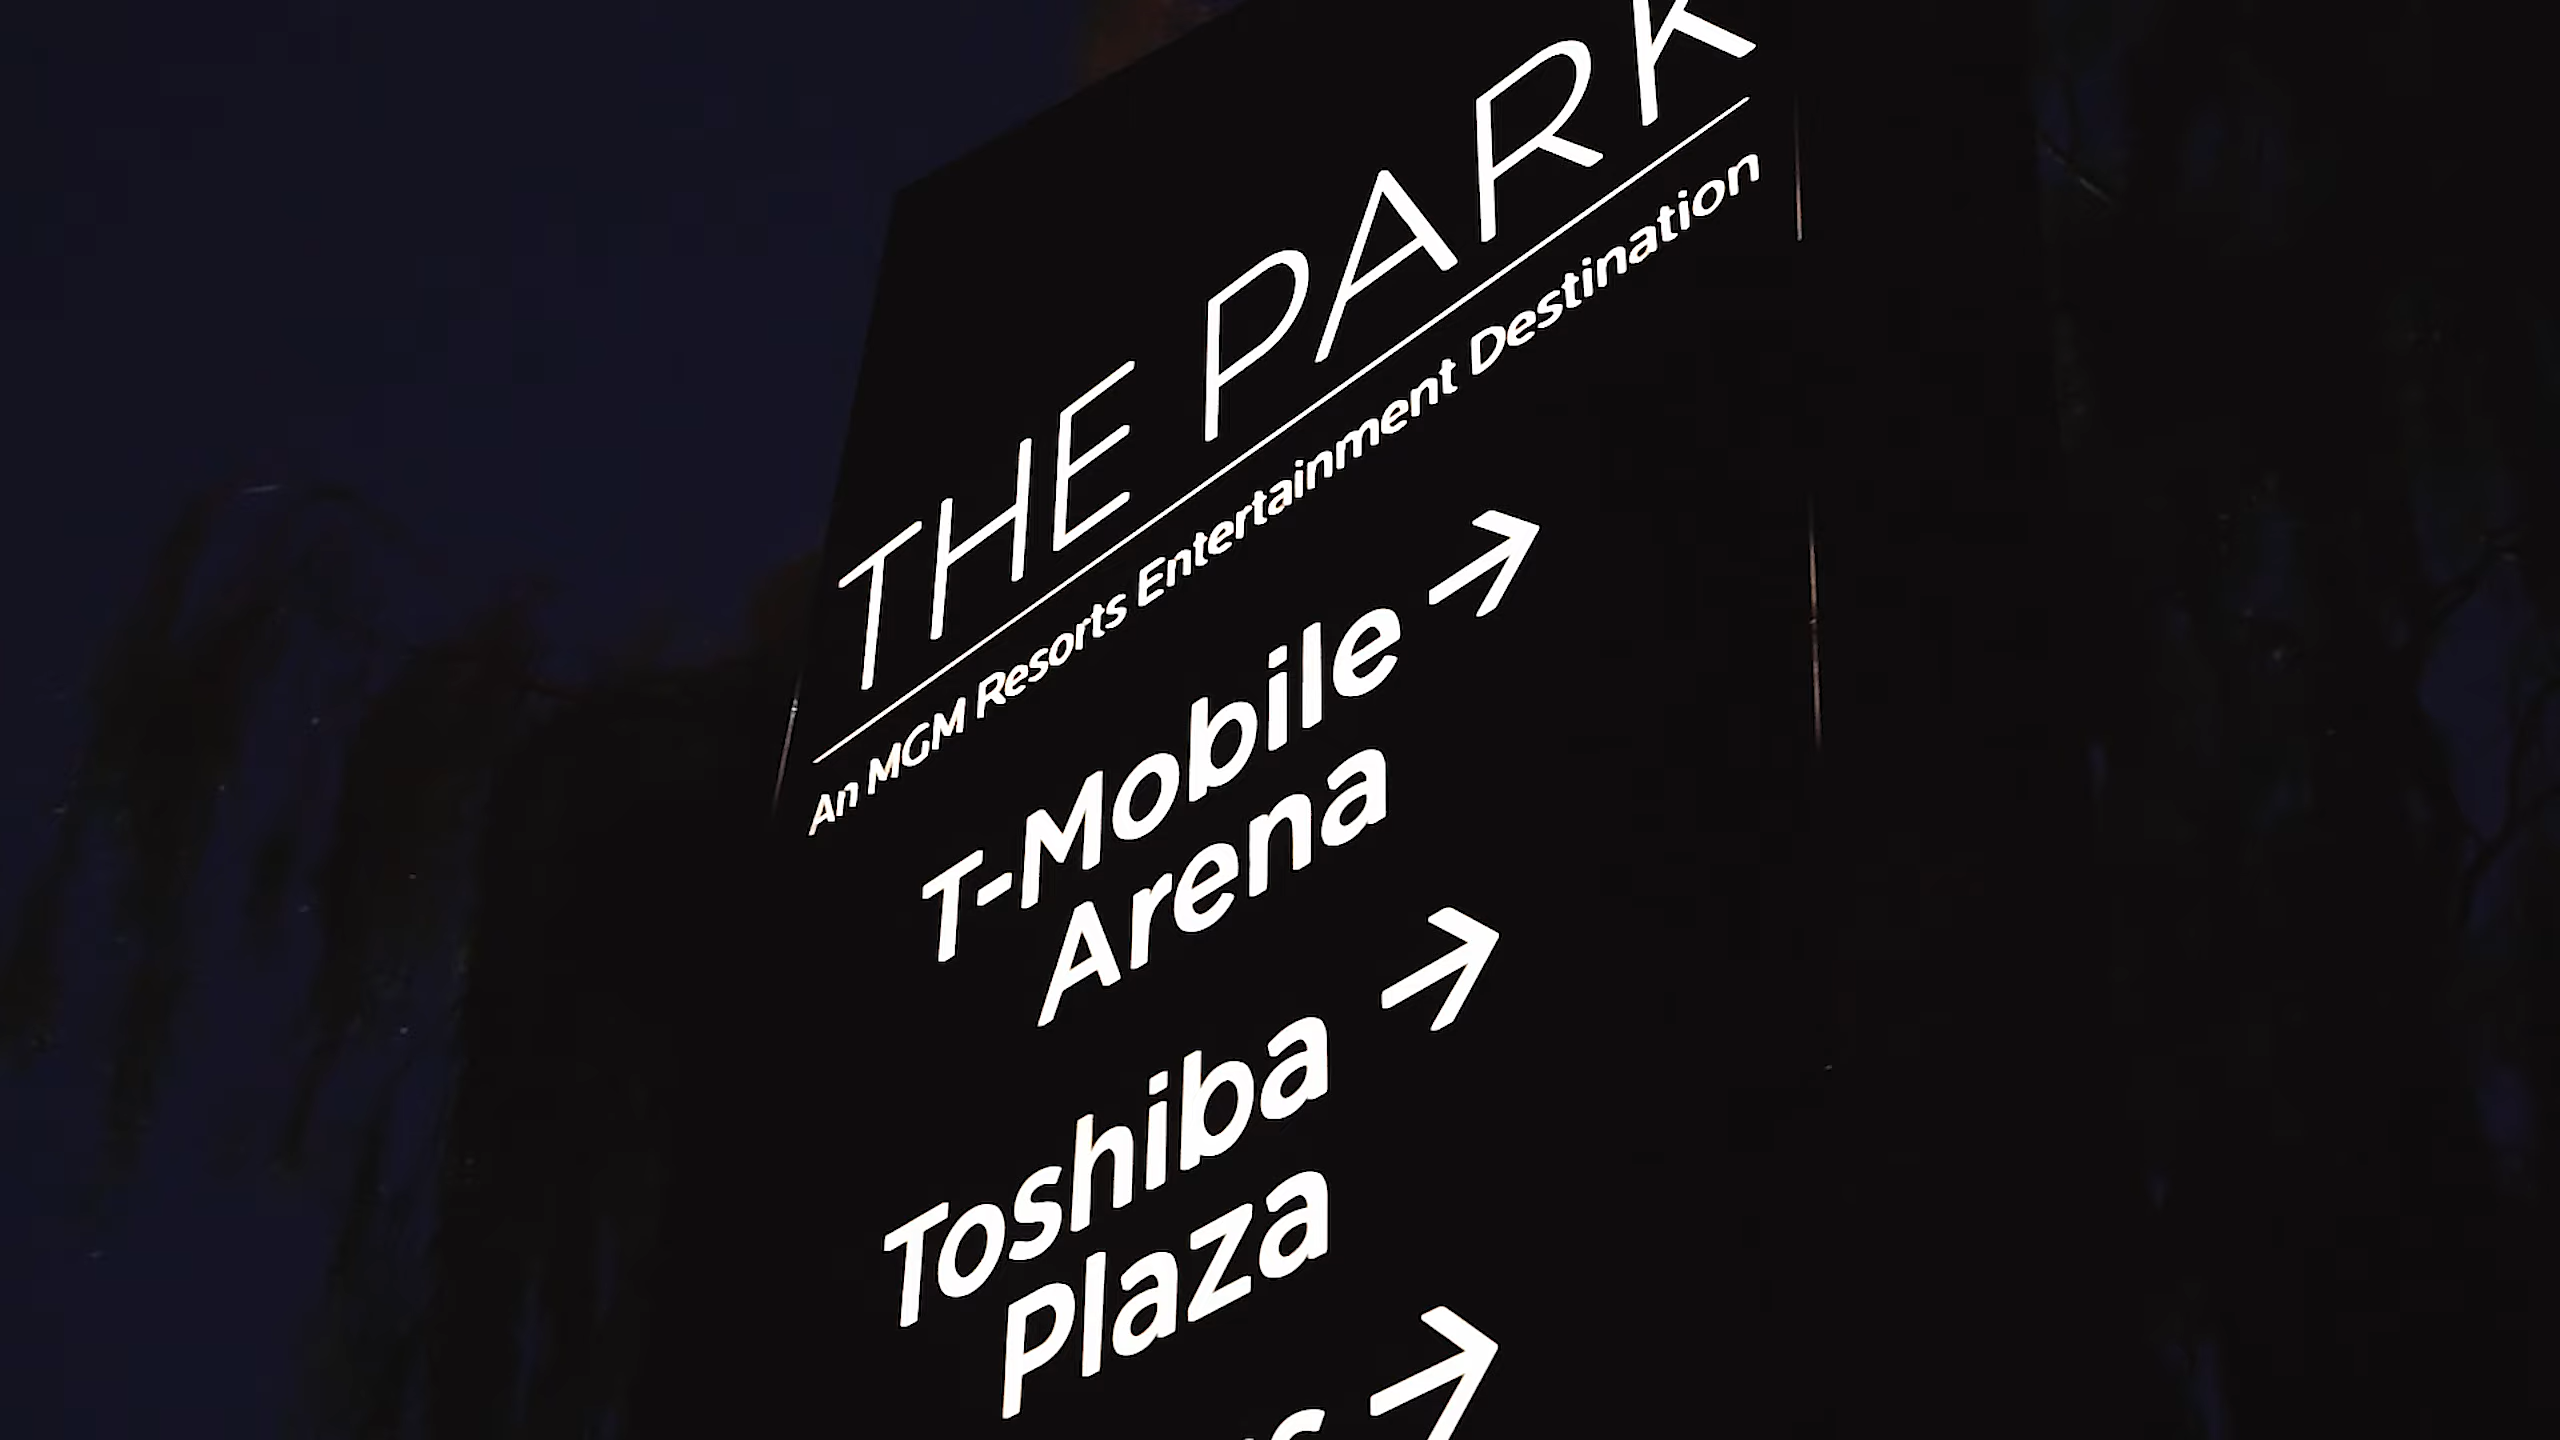 THE PARK
An MGM Resorts Entertainment Destination
T-Mobile →
Arena
Toshiba →
Plaza
→